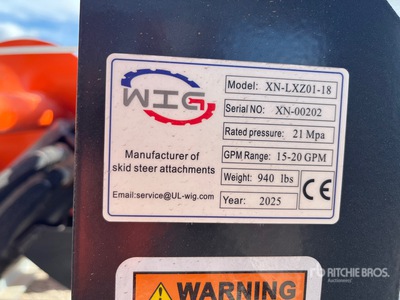 WIG
Manufacturer of
skid steer attachments
Email:service@UL-wig.com
Model: XN-LXZ01-18
Serial NO: XN-00202
Rated pressure: 21 Mpa
GPM Range: 15-20 GPM
Weight: 940 lbs
Year: 2025
CE
WARNING
RITCHIE BROS.
Auctioneers